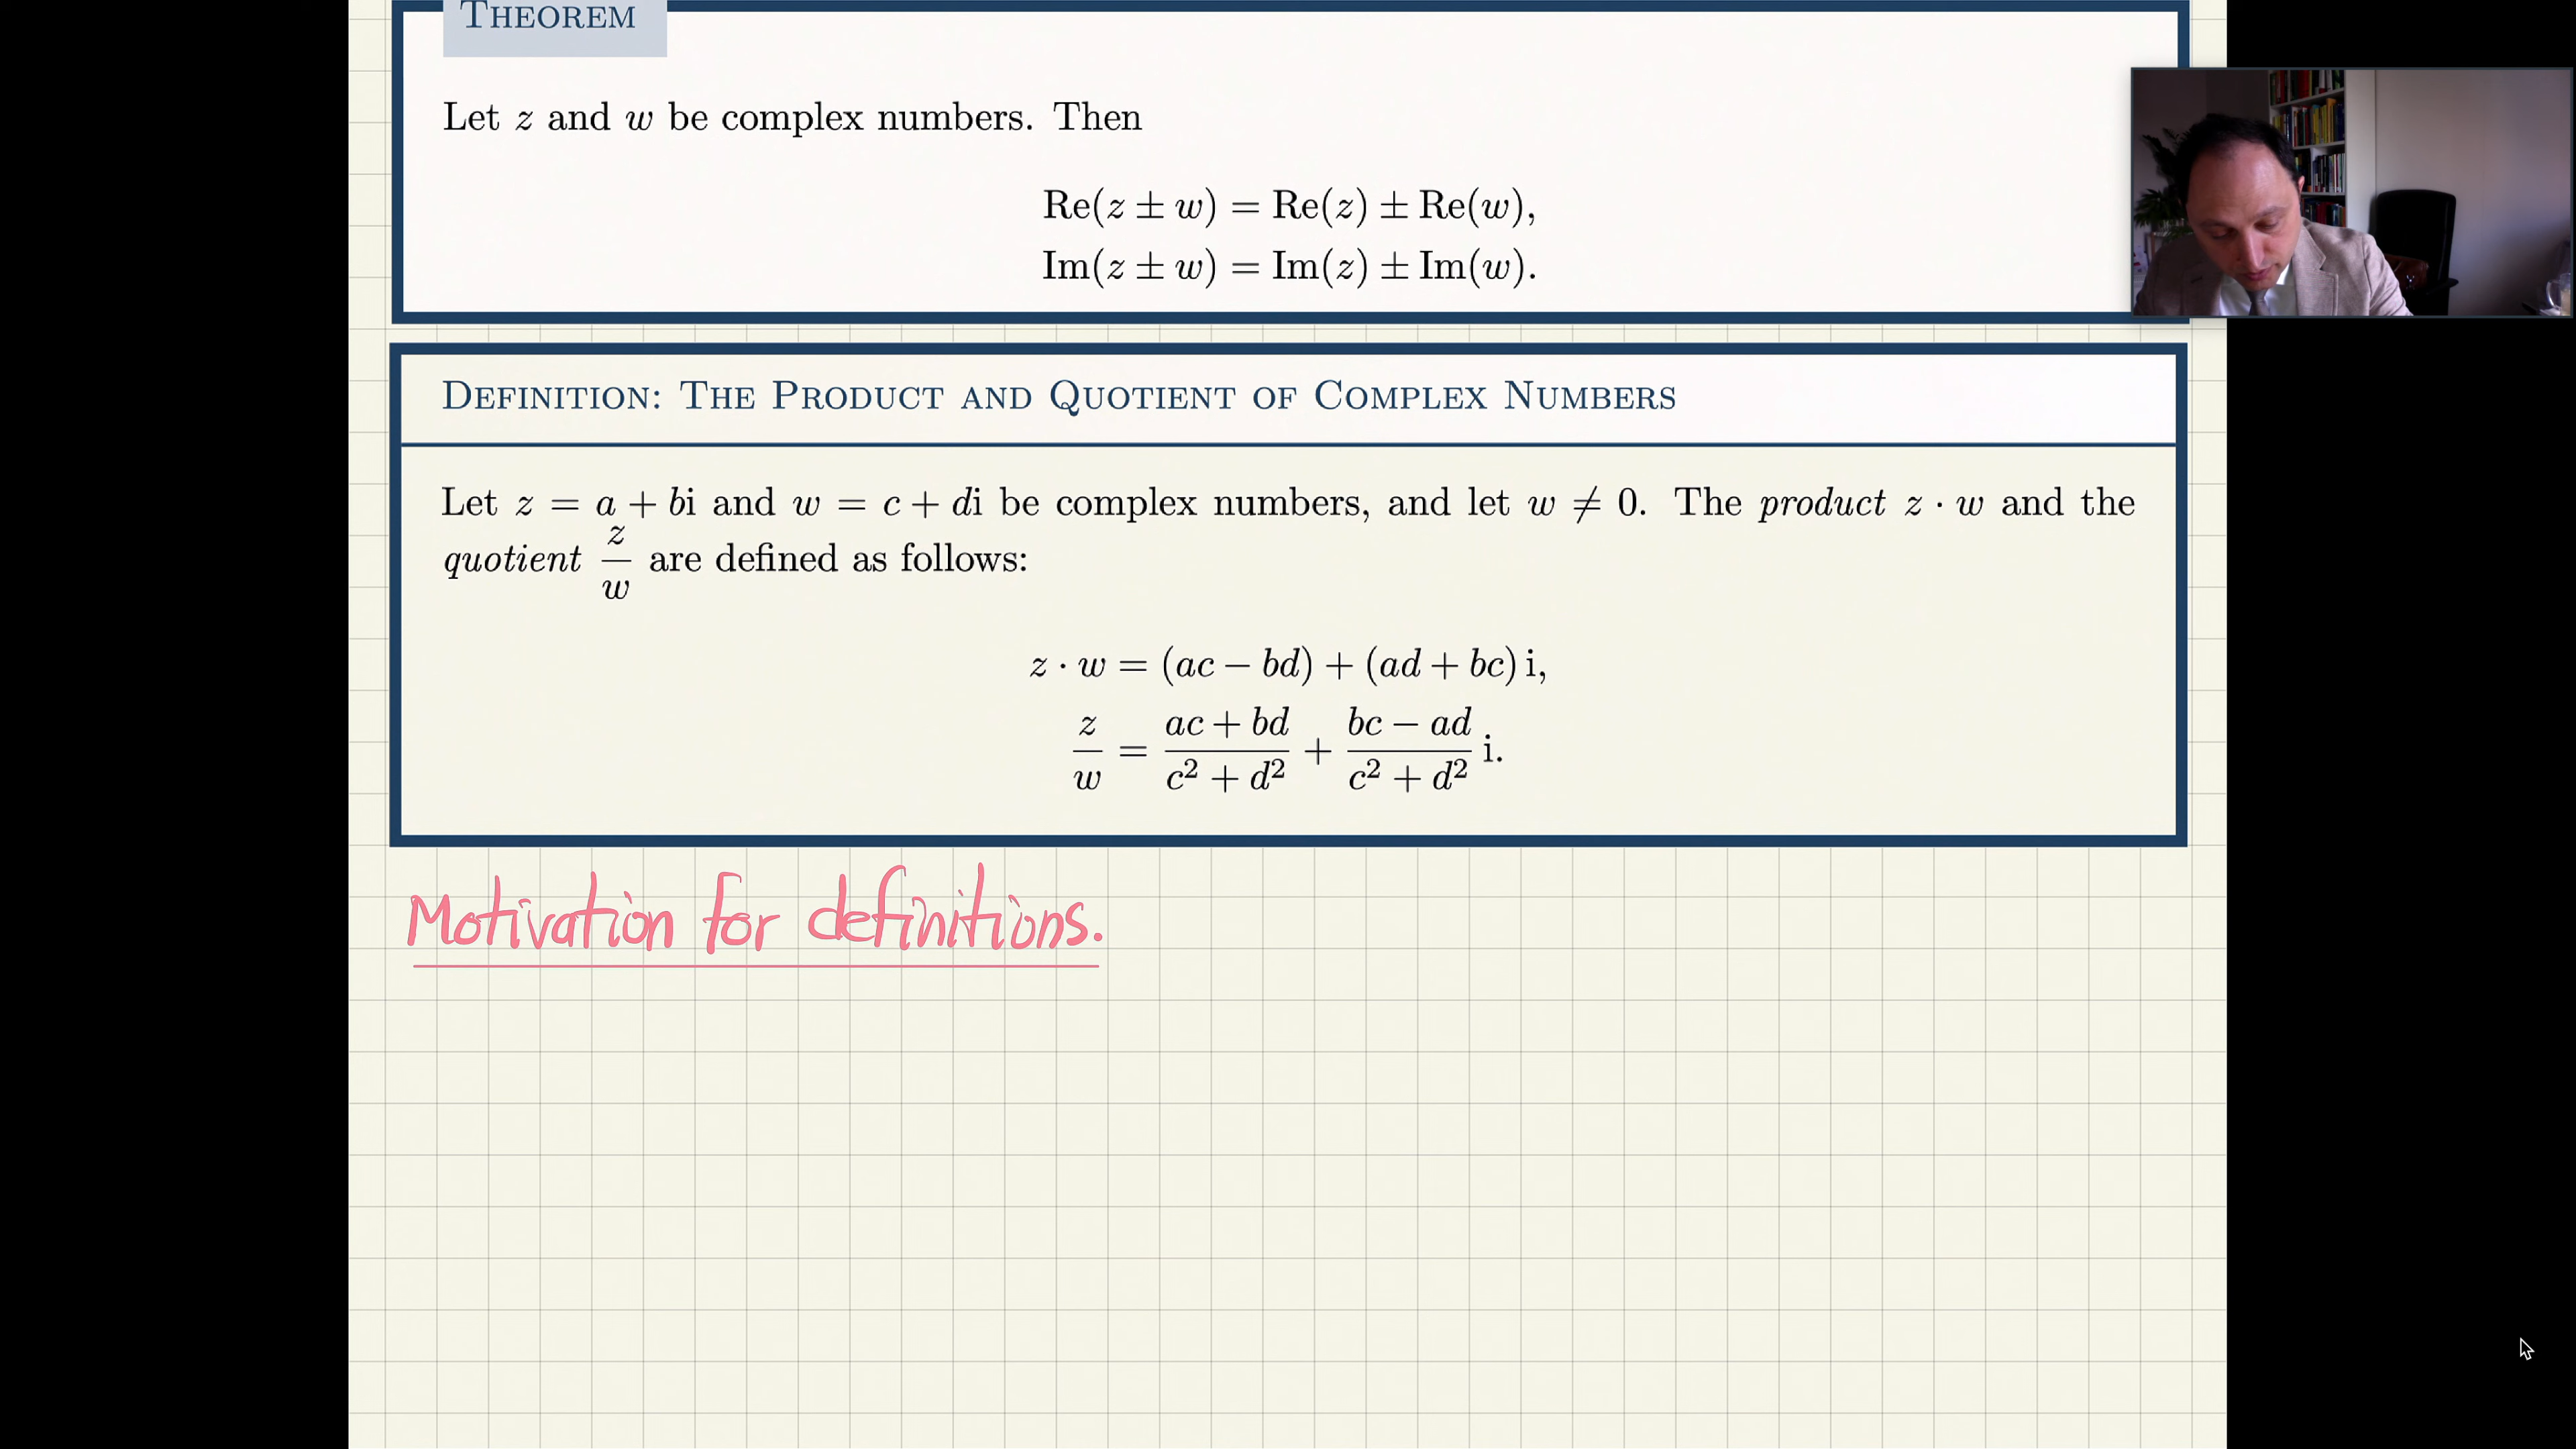 THEOREM
Let z and w be complex numbers. Then
Re(z ± w) = Re(z) ± Re(w),
Im(z ± w) = Im(z) ± Im(w).
DEFINITION: THE PRODUCT AND QUOTIENT OF COMPLEX NUMBERS
Let z = a + bi and w = c + di be complex numbers, and let w ≠ 0. The product z · w and the
quotient z/w are defined as follows:
z · w = (ac − bd) + (ad + bc) i,
z/w = (ac + bd)/(c² + d²) + (bc − ad)/(c² + d²) i.
Motivation for definitions.